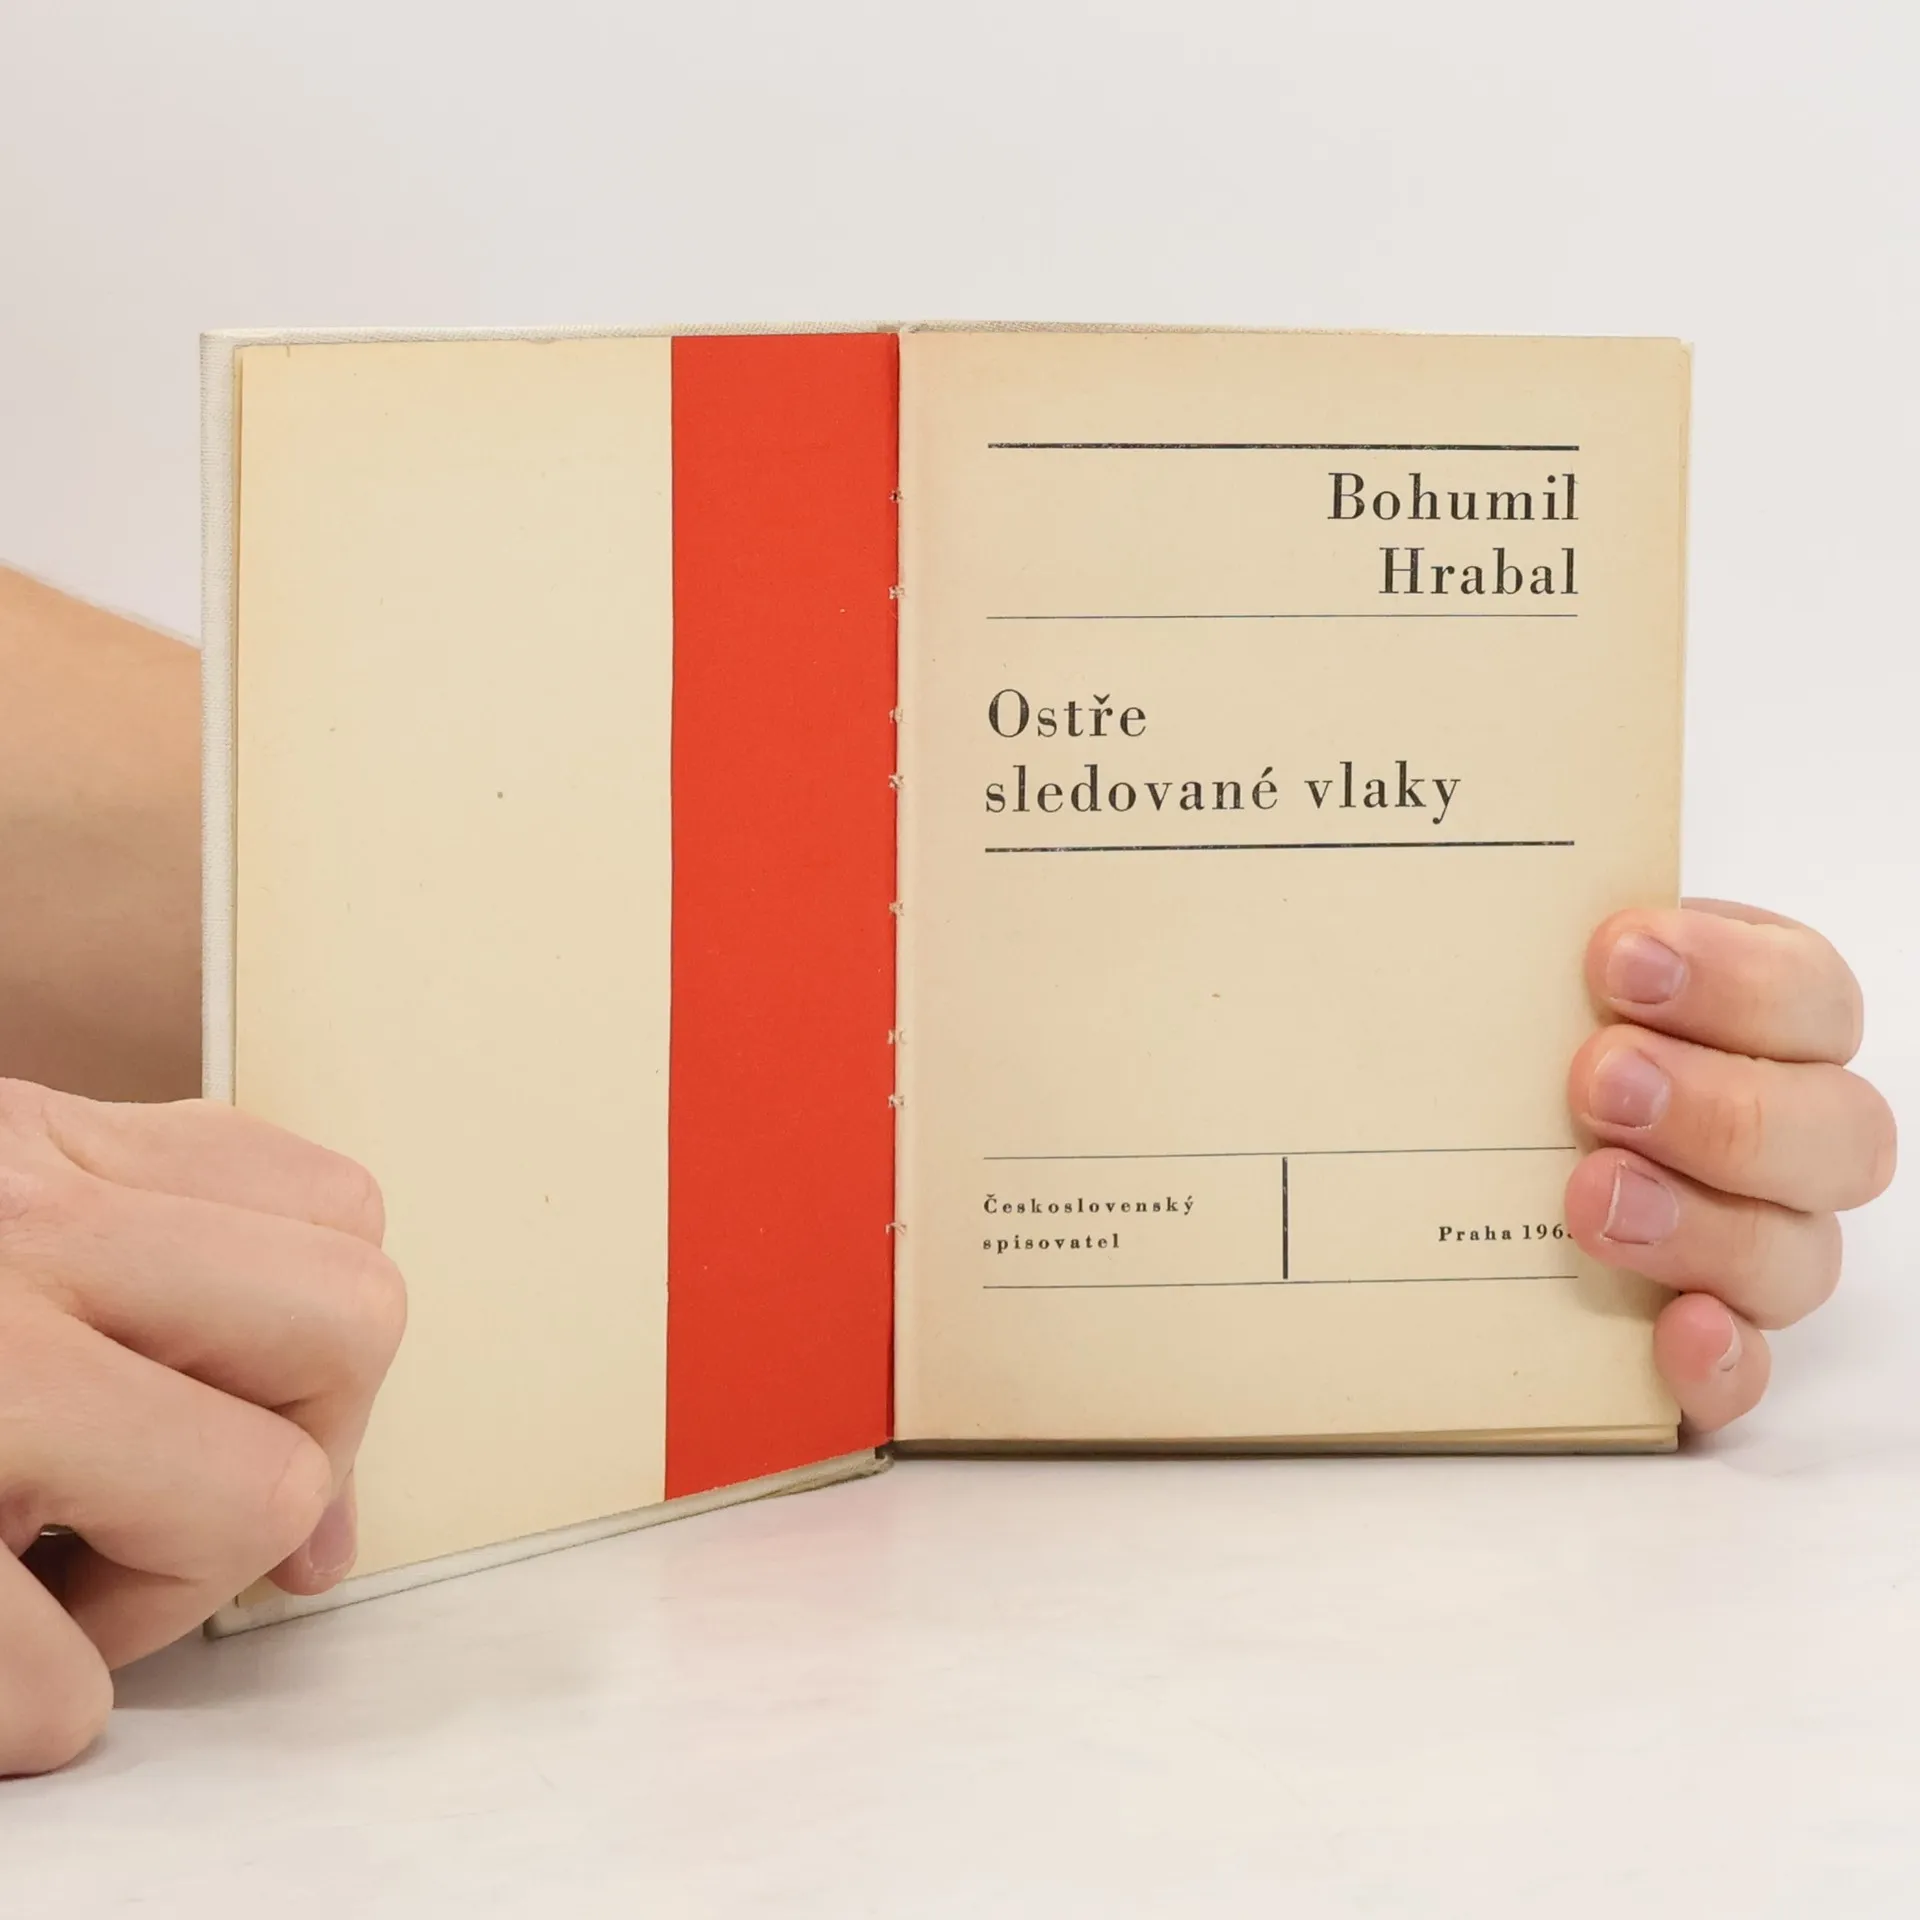 Bohumil
Hrabal
Ostře
sledované vlaky
Československý
spisovatel
Praha